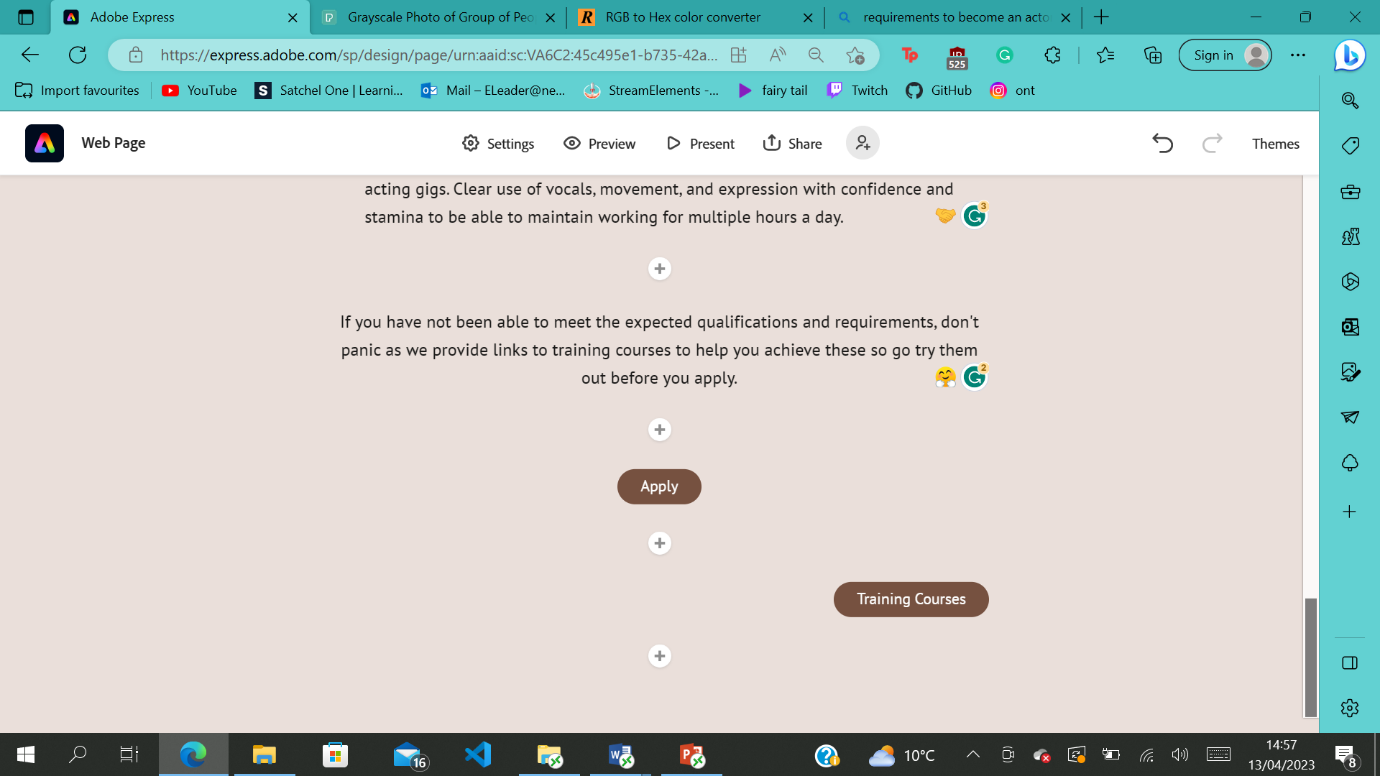 Adobe Express
Grayscale Photo of Group of Peo
RGB to Hex color converter
requirements to become an acto
https://express.adobe.com/sp/design/page/urn:aaid:sc:VA6C2:45c495e1-b735-42a...
525
Sign in
Import favourites
YouTube
Satchel One | Learni...
Mail – ELeader@ne...
StreamElements -...
fairy tail
Twitch
GitHub
ont
Web Page
Settings
Preview
Present
Share
Themes
acting gigs. Clear use of vocals, movement, and expression with confidence and
stamina to be able to maintain working for multiple hours a day.
3
If you have not been able to meet the expected qualifications and requirements, don't
panic as we provide links to training courses to help you achieve these so go try them
out before you apply.
2
Apply
Training Courses
16
10°C
14:57
13/04/2023
8